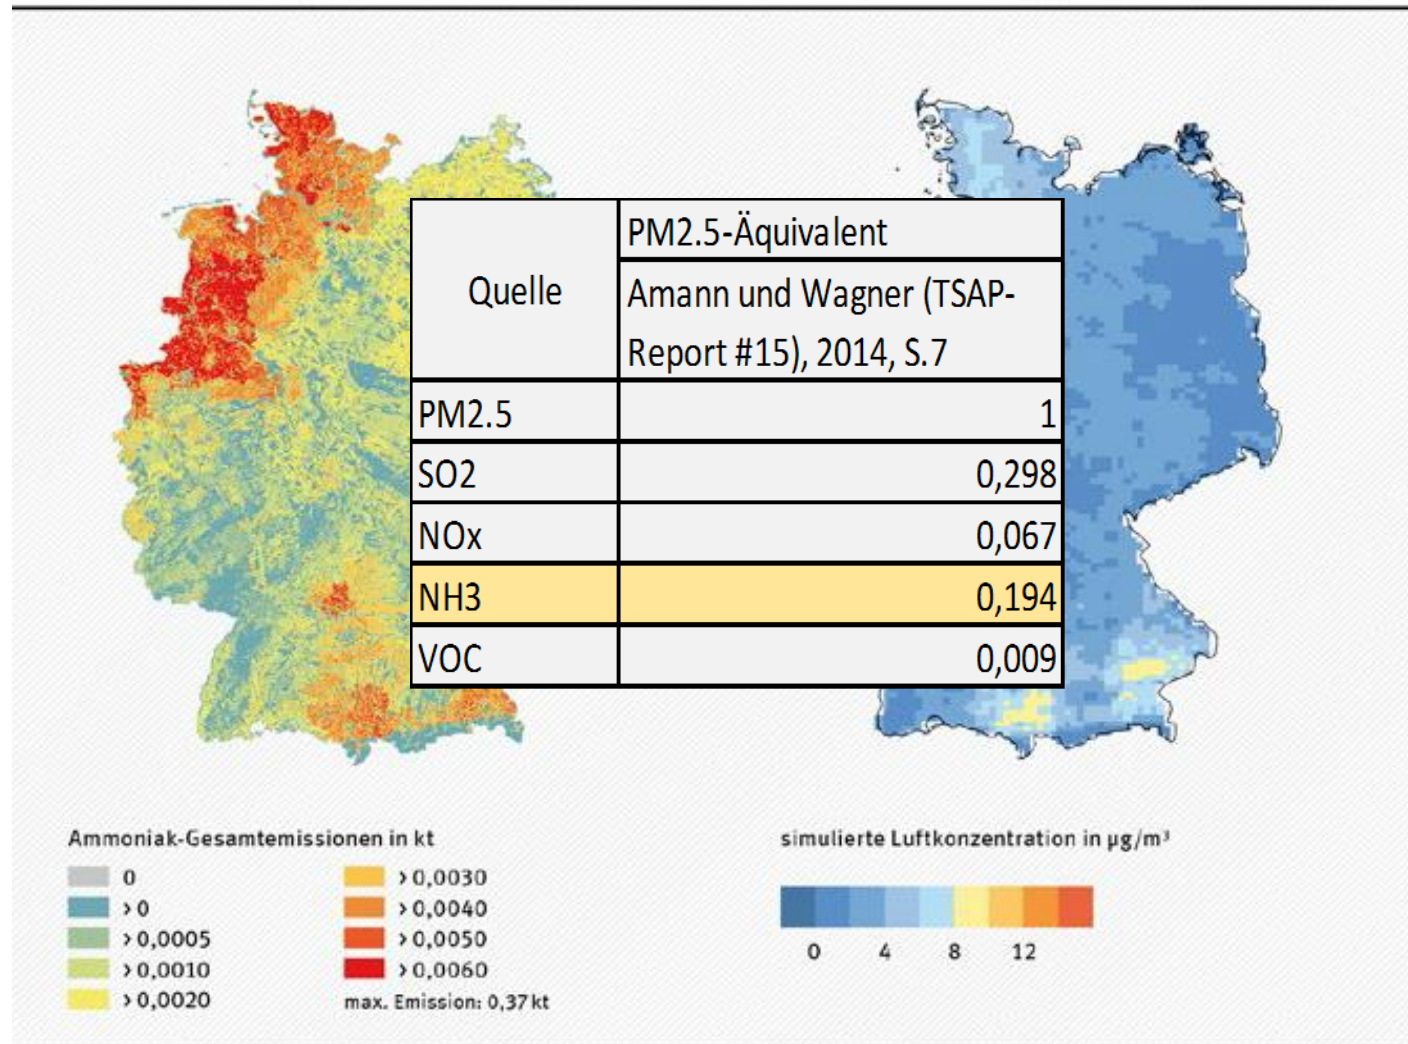 Quelle
PM2.5-Äquivalent
Amann und Wagner (TSAP-
Report #15), 2014, S.7
PM2.5 1
SO2 0,298
NOx 0,067
NH3 0,194
VOC 0,009
Ammoniak-Gesamtemissionen in kt
0
>0
>0,0005
>0,0010
>0,0020
>0,0030
>0,0040
>0,0050
>0,0060
max. Emission: 0,37 kt
simulierte Luftkonzentration in µg/m³
0 4 8 12